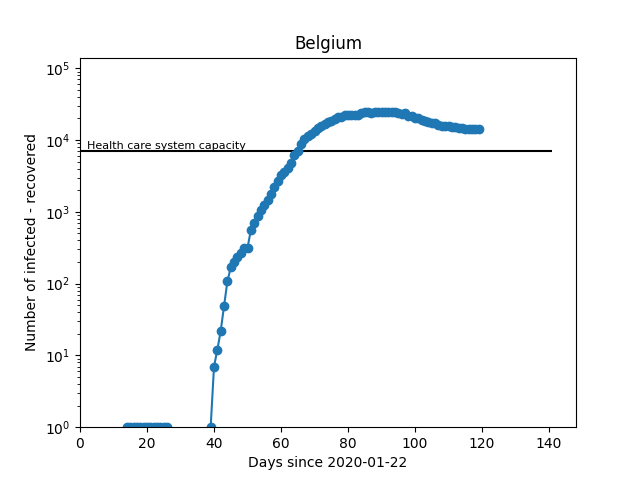 Belgium
Number of infected - recovered
10^5
10^4
10^3
10^2
10^1
10^0
Health care system capacity
0 20 40 60 80 100 120 140
Days since 2020-01-22